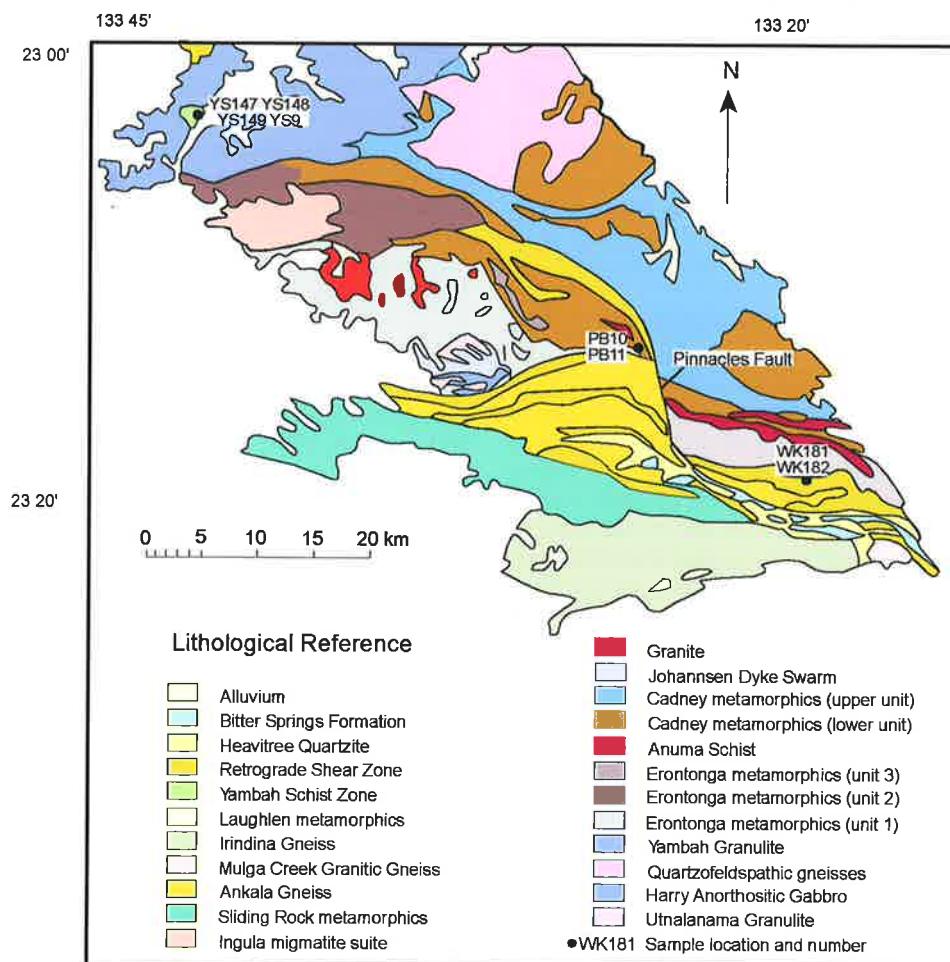 133 45'
133 20'
23 00'
N
YS147 YS148
YS149 YS9
PB10
PB11
Pinnacles Fault
WK181
WK182
23 20'
0 5 10 15 20 km
Lithological Reference
Alluvium
Bitter Springs Formation
Heavitree Quartzite
Retrograde Shear Zone
Yambah Schist Zone
Laughlen metamorphics
Irindina Gneiss
Mulga Creek Granitic Gneiss
Ankala Gneiss
Sliding Rock metamorphics
Ingula migmatite suite
Granite
Johannsen Dyke Swarm
Cadney metamorphics (upper unit)
Cadney metamorphics (lower unit)
Anuma Schist
Erontonga metamorphics (unit 3)
Erontonga metamorphics (unit 2)
Erontonga metamorphics (unit 1)
Yambah Granulite
Quartzofeldspathic gneisses
Harry Anorthositic Gabbro
Utnalanama Granulite
WK181 Sample location and number